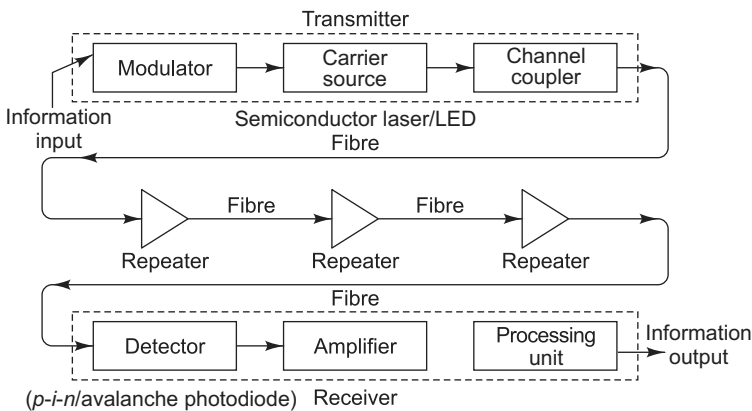 Transmitter
Modulator
Carrier
source
Channel
coupler
Information
input
Semiconductor laser/LED
Fibre
Fibre
Fibre
Repeater
Repeater
Repeater
Fibre
Detector
Amplifier
Processing
unit
Information
output
(p-i-n/avalanche photodiode)
Receiver